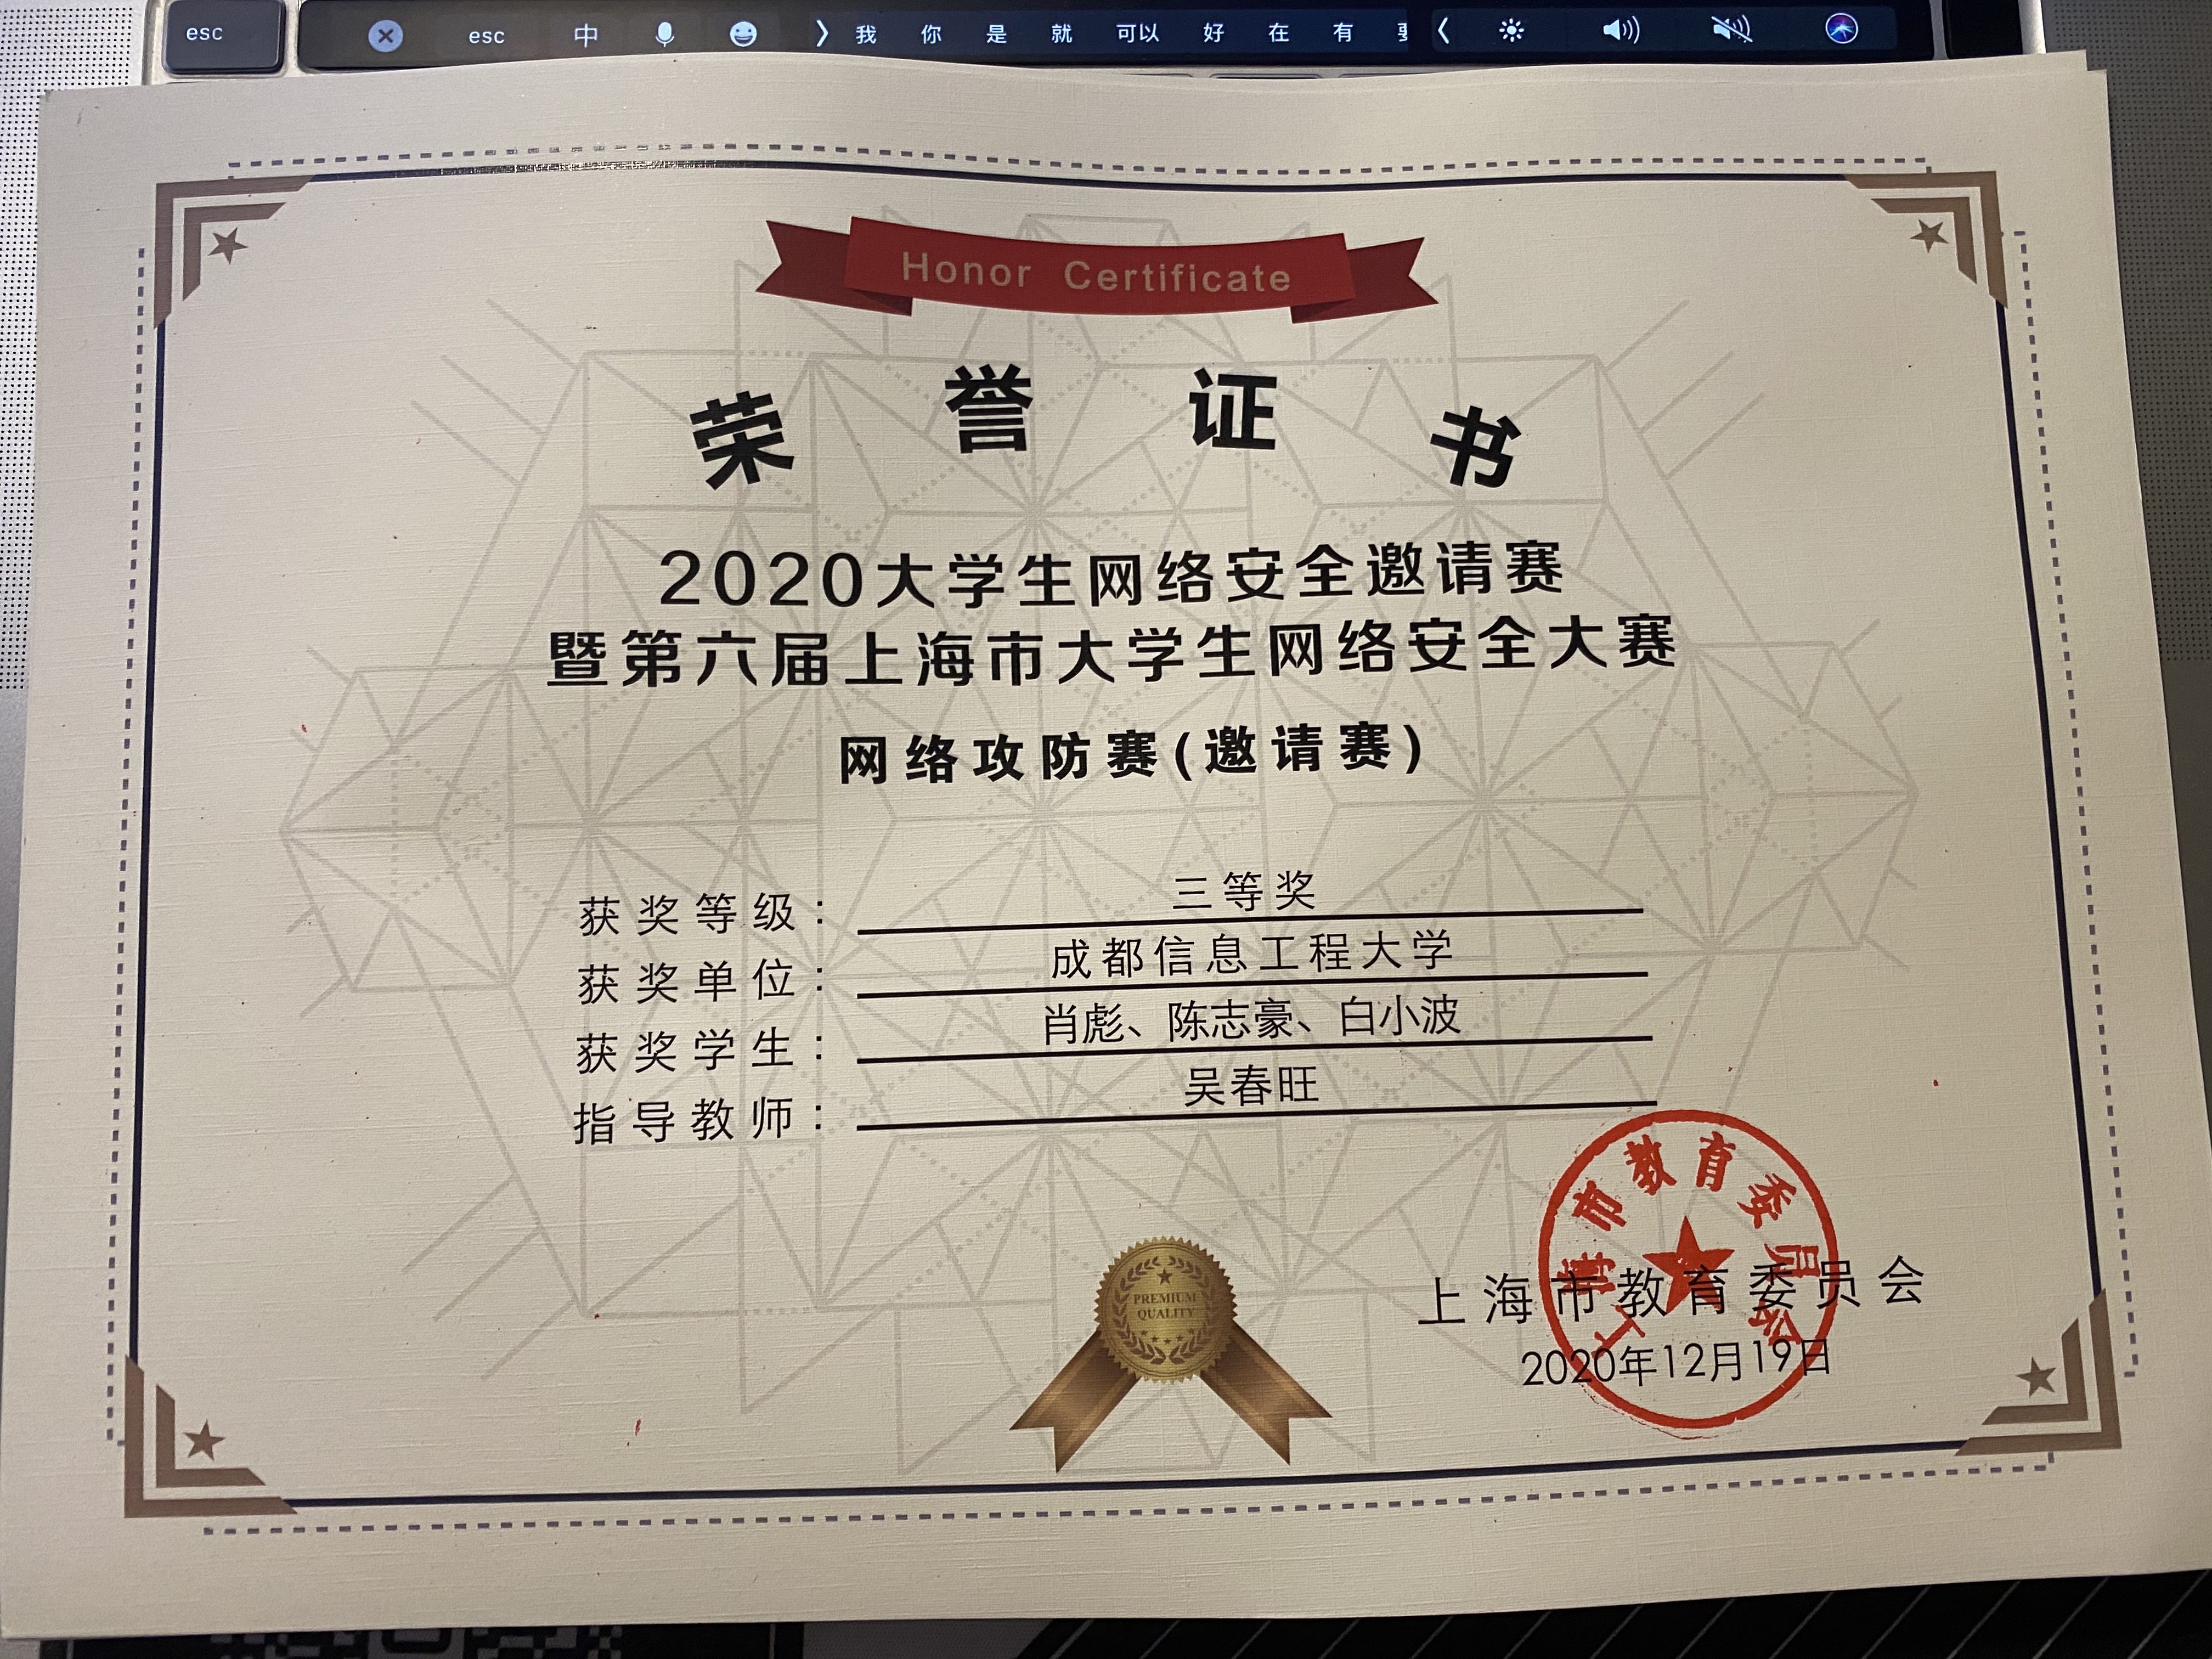 esc
esc 中 我 你 是 就 可以 好 在 有
Honor Certificate
荣誉证书
2020大学生网络安全邀请赛
暨第六届上海市大学生网络安全大赛
网络攻防赛(邀请赛)
获奖等级：三等奖
获奖单位：成都信息工程大学
获奖学生：肖彪、陈志豪、白小波
指导教师：吴春旺
上海市教育委员会
PREMIUM
QUALITY
上海市教育委员会
2020年12月19日